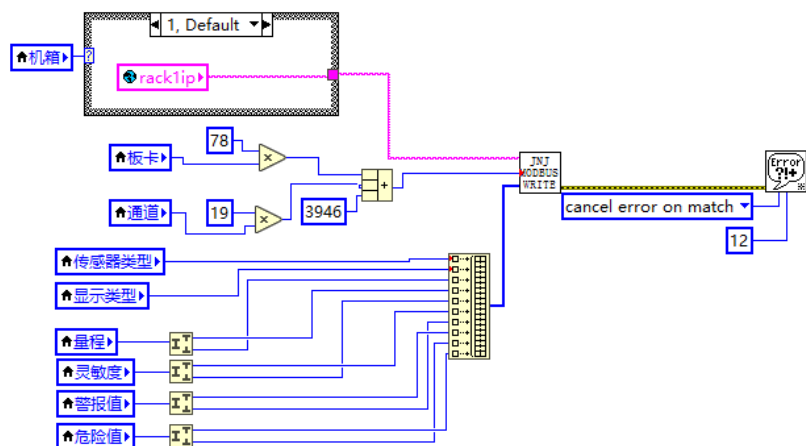 1, Default
机箱
?
rack1ip
78
板卡
×
19
通道
×
3946
+
JNJ
MODBUS
WRITE
Error
?!+
cancel error on match
12
传感器类型
显示类型
量程
灵敏度
警报值
危险值